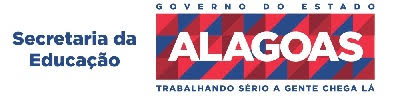 Secretaria da
Educação
GOVERNO DO ESTADO
ALAGOAS
TRABALHANDO SÉRIO A GENTE CHEGA LÁ